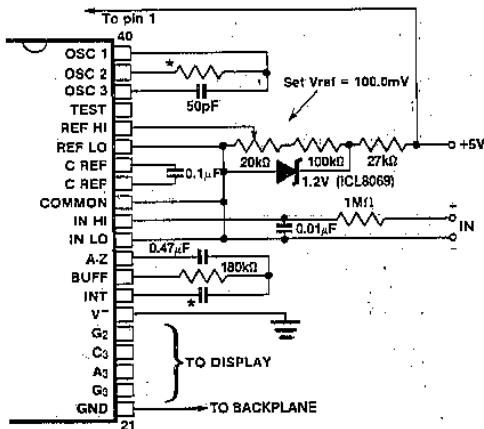 To pin 1
40
OSC 1
OSC 2
*
OSC 3
50pF
TEST
Set Vref = 100.0mV
REF HI
REF LO
20kΩ
100kΩ
27kΩ
+5V
C REF
0.1μF
1.2V (ICL8069)
C REF
COMMON
1MΩ
+
IN HI
0.01μF
IN
IN LO
−
A-Z
0.47μF
BUFF
180kΩ
INT
*
V−
G2
C3
TO DISPLAY
A3
G3
GND
TO BACKPLANE
21